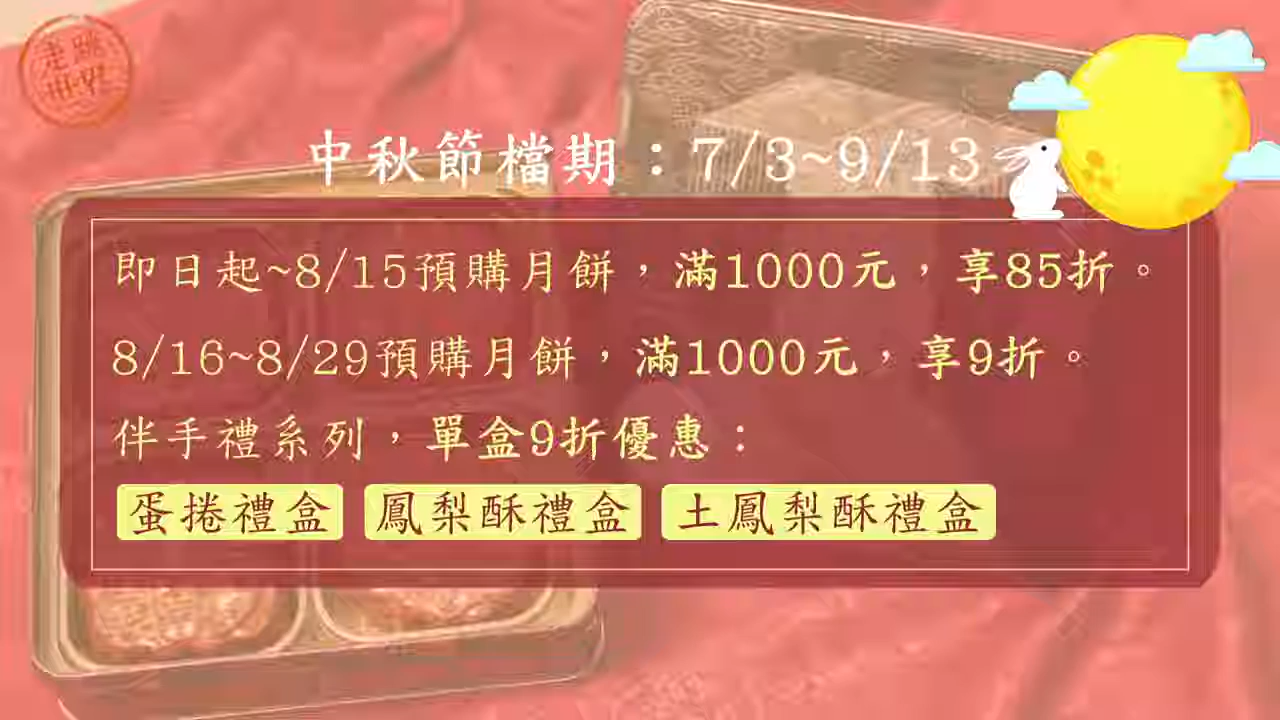 走跳
中秋節檔期：7/3~9/13
即日起~8/15預購月餅，滿1000元，享85折。
8/16~8/29預購月餅，滿1000元，享9折。
伴手禮系列，單盒9折優惠：
蛋捲禮盒 鳳梨酥禮盒 土鳳梨酥禮盒